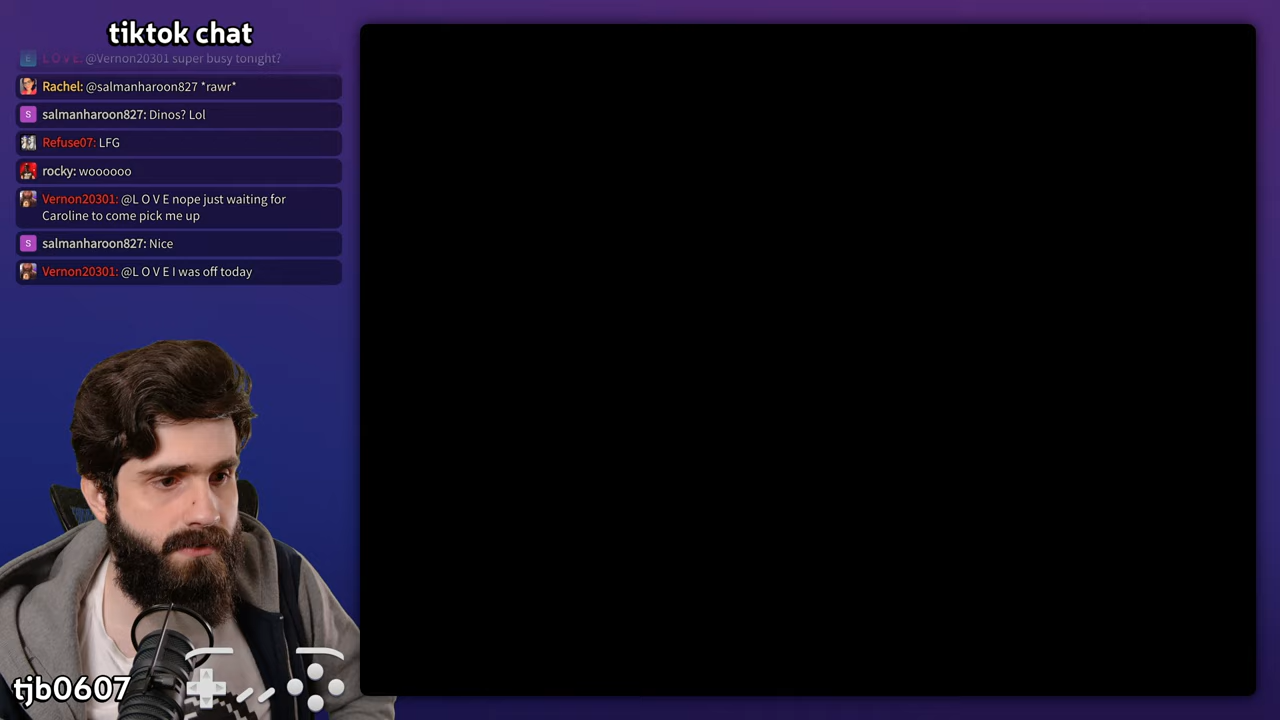 tiktok chat
L O V E: @Vernon20301 super busy tonight?
Rachel: @salmanharoon827 *rawr*
salmanharoon827: Dinos? Lol
Refuse07: LFG
rocky: woooooo
Vernon20301: @L O V E nope just waiting for
Caroline to come pick me up
salmanharoon827: Nice
Vernon20301: @L O V E I was off today
tjb0607